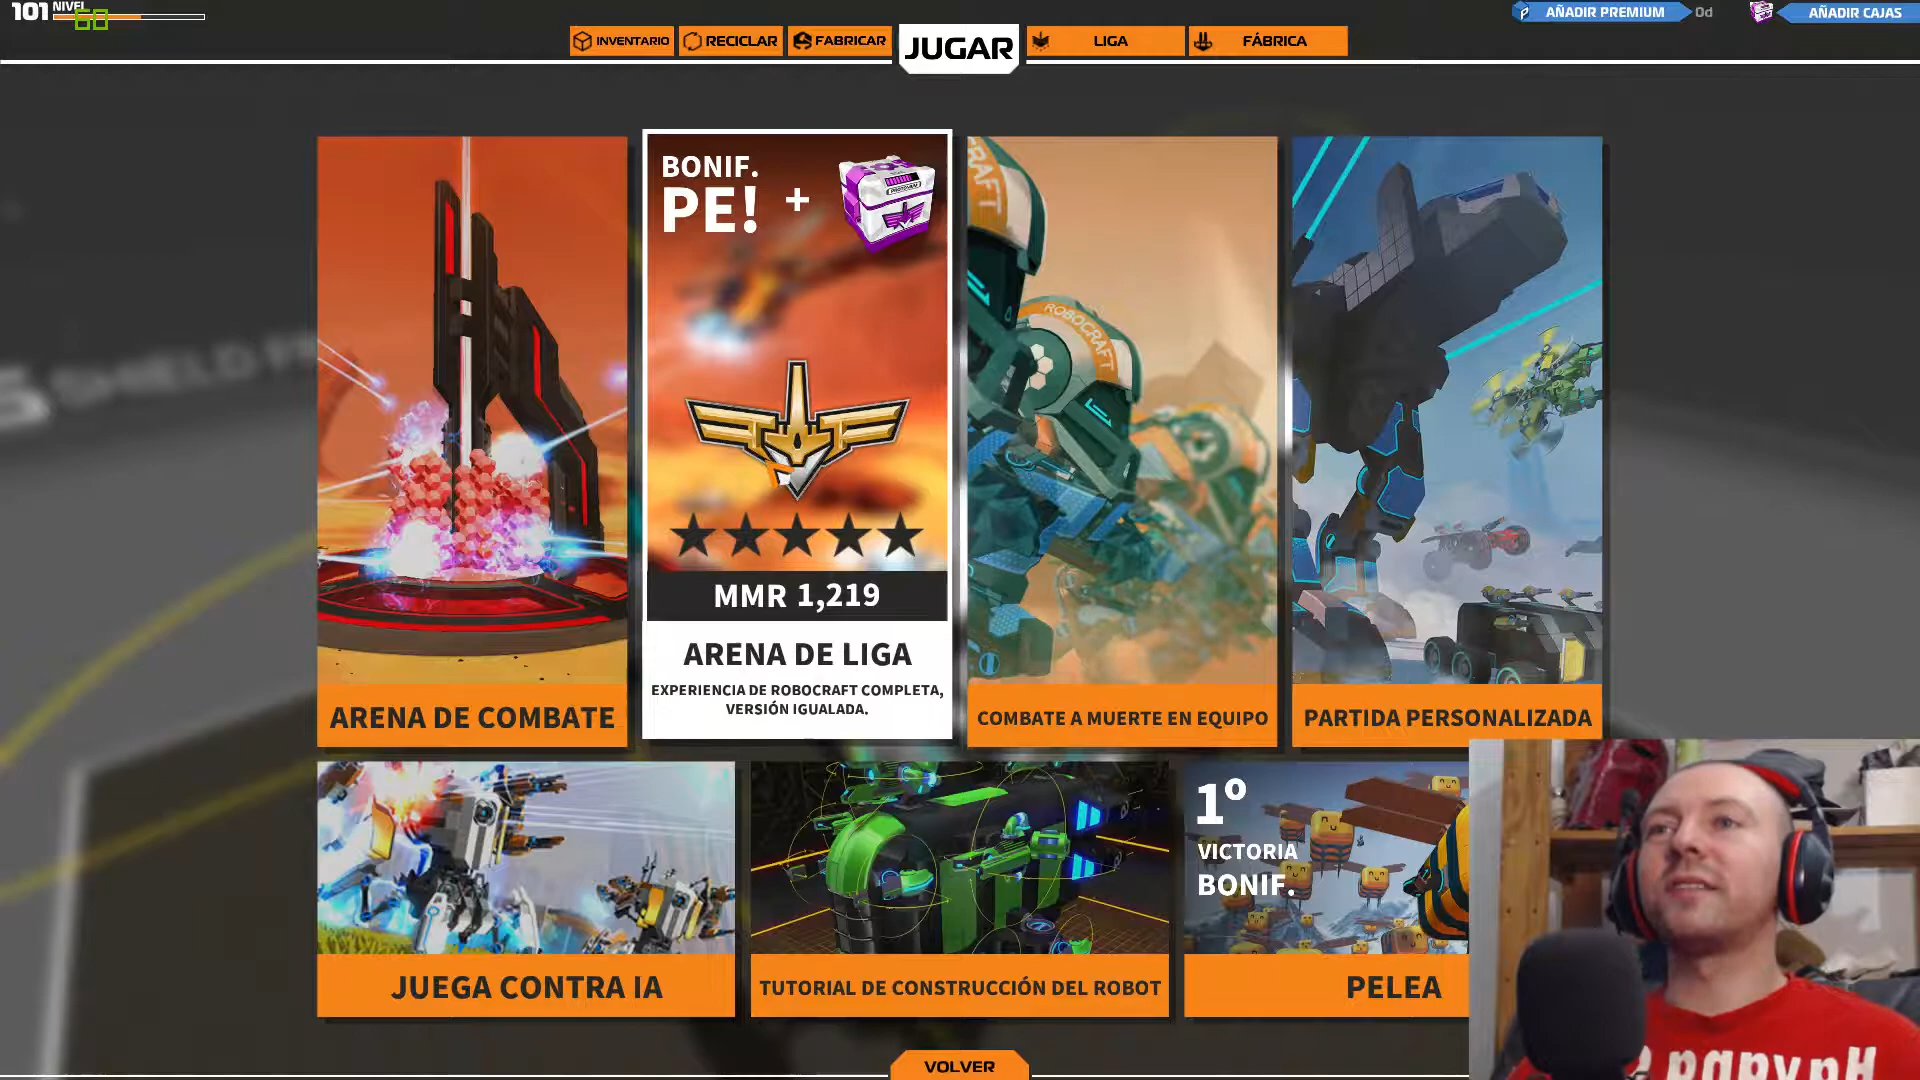 101 NIVEL
60
AÑADIR PREMIUM
0d
AÑADIR CAJAS
INVENTARIO
RECICLAR
FABRICAR
JUGAR
LIGA
FÁBRICA
BONIF.
PE! +
ROBOCRAFT
MMR 1,219
ARENA DE COMBATE
ARENA DE LIGA
EXPERIENCIA DE ROBOCRAFT COMPLETA,
VERSIÓN IGUALADA.
COMBATE A MUERTE EN EQUIPO
PARTIDA PERSONALIZADA
1º
VICTORIA
BONIF.
JUEGA CONTRA IA
TUTORIAL DE CONSTRUCCIÓN DEL ROBOT
PELEA
VOLVER